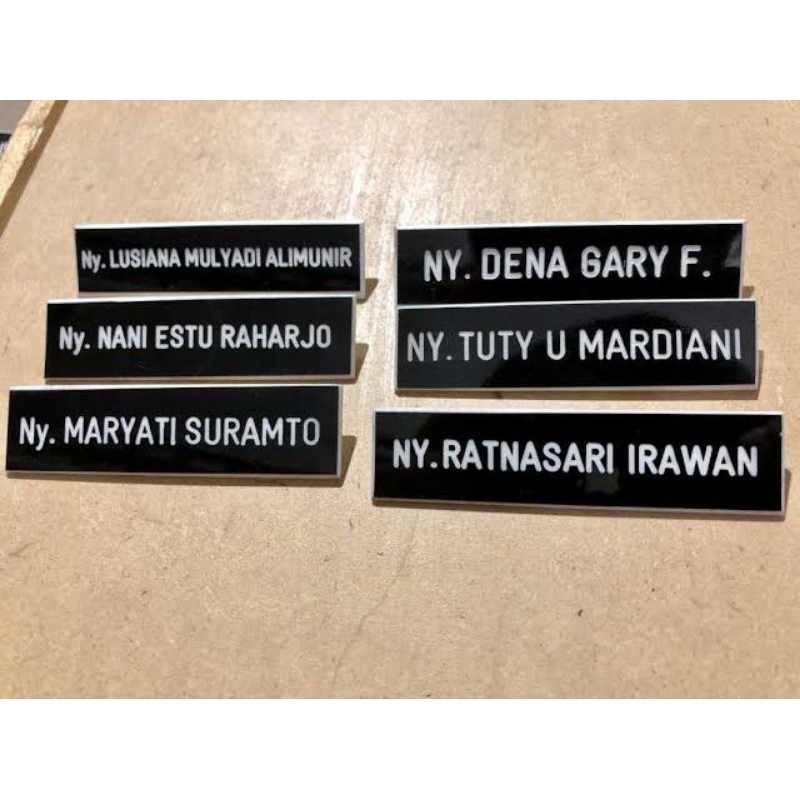 Ny. LUSIANA MULYADI ALIMUNIR
Ny. NANI ESTU RAHARJO
Ny. MARYATI SURAMTO
NY. DENA GARY F.
NY. TUTY U MARDIANI
NY. RATNASARI IRAWAN